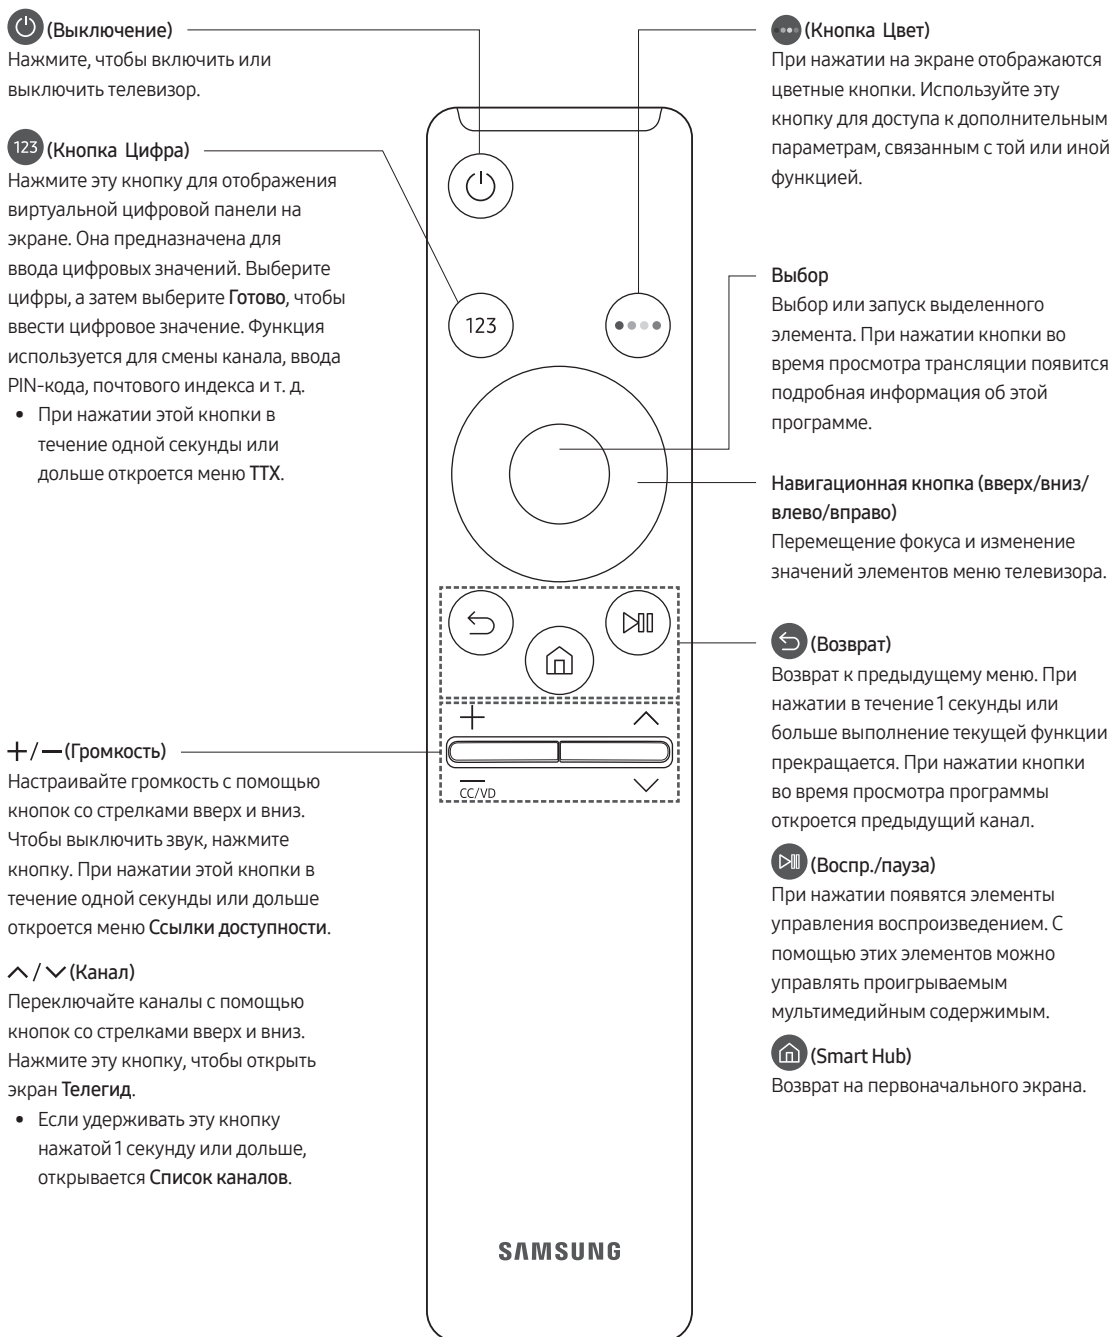 (Выключение)
Нажмите, чтобы включить или
выключить телевизор.
123 (Кнопка Цифра)
Нажмите эту кнопку для отображения
виртуальной цифровой панели на
экране. Она предназначена для
ввода цифровых значений. Выберите
цифры, а затем выберите Готово, чтобы
ввести цифровое значение. Функция
используется для смены канала, ввода
PIN-кода, почтового индекса и т. д.
• При нажатии этой кнопки в
течение одной секунды или
дольше откроется меню TTX.
+/—(Громкость)
Настраивайте громкость с помощью
кнопок со стрелками вверх и вниз.
Чтобы выключить звук, нажмите
кнопку. При нажатии этой кнопки в
течение одной секунды или дольше
откроется меню Ссылки доступности.
/ (Канал)
Переключайте каналы с помощью
кнопок со стрелками вверх и вниз.
Нажмите эту кнопку, чтобы открыть
экран Телегид.
• Если удерживать эту кнопку
нажатой 1 секунду или дольше,
открывается Список каналов.
123
CC/VD
SAMSUNG
(Кнопка Цвет)
При нажатии на экране отображаются
цветные кнопки. Используйте эту
кнопку для доступа к дополнительным
параметрам, связанным с той или иной
функцией.
Выбор
Выбор или запуск выделенного
элемента. При нажатии кнопки во
время просмотра трансляции появится
подробная информация об этой
программе.
Навигационная кнопка (вверх/вниз/
влево/вправо)
Перемещение фокуса и изменение
значений элементов меню телевизора.
(Возврат)
Возврат к предыдущему меню. При
нажатии в течение 1 секунды или
больше выполнение текущей функции
прекращается. При нажатии кнопки
во время просмотра программы
откроется предыдущий канал.
(Воспр./пауза)
При нажатии появятся элементы
управления воспроизведением. С
помощью этих элементов можно
управлять проигрываемым
мультимедийным содержимым.
(Smart Hub)
Возврат на первоначального экрана.